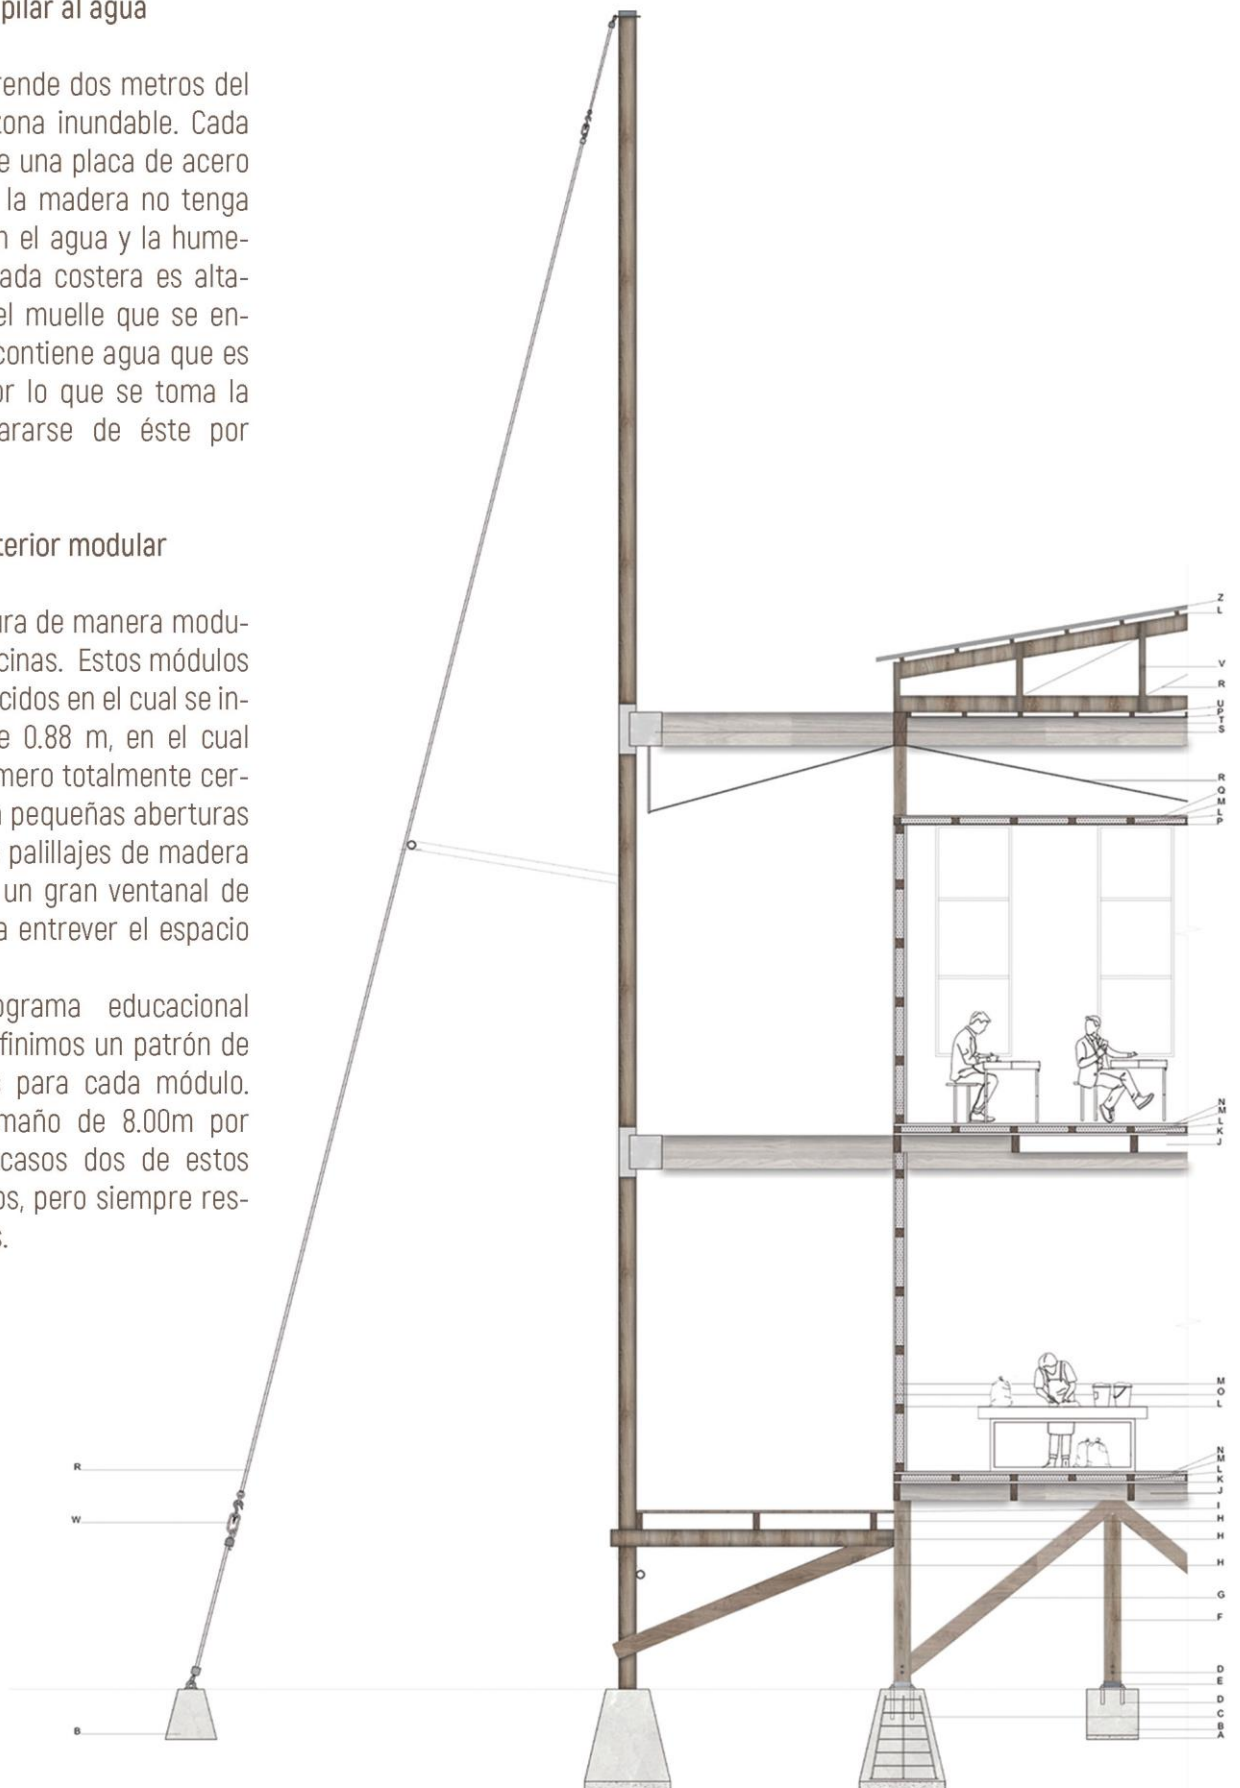 pilar al agua
rende dos metros del
zona inundable. Cada
e una placa de acero
la madera no tenga
n el agua y la hume-
ada costera es alta-
el muelle que se en-
contiene agua que es
or lo que se toma la
ararse de éste por
terior modular
ura de manera modu-
cinas. Estos módulos
cidos en el cual se in-
e 0.88 m, en el cual
mero totalmente cer-
n pequeñas aberturas
palillajes de madera
un gran ventanal de
a entrever el espacio
ograma educacional
finimos un patrón de
para cada módulo.
maño de 8.00m por
casos dos de estos
os, pero siempre res-
s.
Z
L
V
R
U
P
T
S
R
Q
M
L
P
N
M
L
K
J
M
O
L
N
M
L
K
J
I
H
H
H
G
F
D
E
D
C
B
A
R
W
B